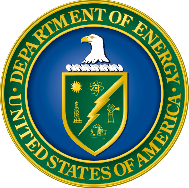 DEPARTMENT OF ENERGY
UNITED STATES OF AMERICA